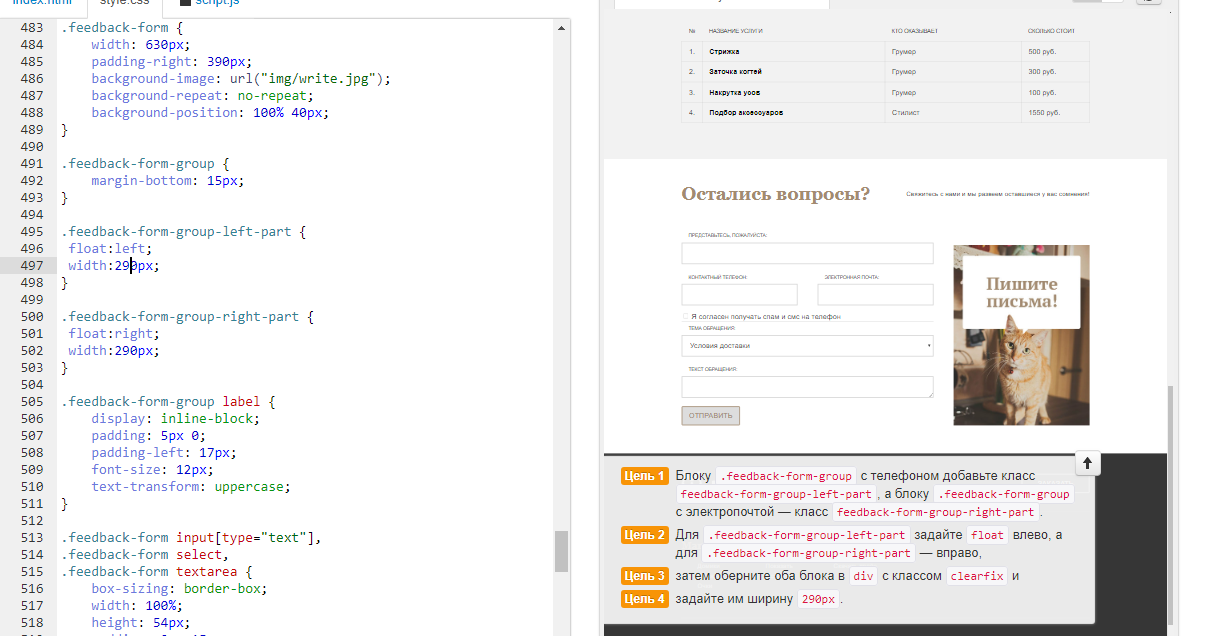 index.html
style.css
script.js
483 .feedback-form {
484 width: 630px;
485 padding-right: 390px;
486 background-image: url("img/write.jpg");
487 background-repeat: no-repeat;
488 background-position: 100% 40px;
489 }
490
491 .feedback-form-group {
492 margin-bottom: 15px;
493 }
494
495 .feedback-form-group-left-part {
496 float:left;
497 width:290px;
498 }
499
500 .feedback-form-group-right-part {
501 float:right;
502 width:290px;
503 }
504
505 .feedback-form-group label {
506 display: inline-block;
507 padding: 5px 0;
508 padding-left: 17px;
509 font-size: 12px;
510 text-transform: uppercase;
511 }
512
513 .feedback-form input[type="text"],
514 .feedback-form select,
515 .feedback-form textarea {
516 box-sizing: border-box;
517 width: 100%;
518 height: 54px;
№ НАЗВАНИЕ УСЛУГИ КТО ОКАЗЫВАЕТ СКОЛЬКО СТОИТ
1. Стрижка Грумер 500 руб.
2. Заточка когтей Грумер 300 руб.
3. Накрутка усов Грумер 100 руб.
4. Подбор аксессуаров Стилист 1550 руб.
Остались вопросы? Свяжитесь с нами и мы развеем оставшиеся у вас сомнения!
ПРЕДСТАВЬТЕСЬ, ПОЖАЛУЙСТА:
КОНТАКТНЫЙ ТЕЛЕФОН: ЭЛЕКТРОННАЯ ПОЧТА:
Я согласен получать спам и смс на телефон
ТЕМА ОБРАЩЕНИЯ:
Условия доставки
ТЕКСТ ОБРАЩЕНИЯ:
ОТПРАВИТЬ
Пишите
письма!
Цель 1 Блоку .feedback-form-group с телефоном добавьте класс
feedback-form-group-left-part , а блоку .feedback-form-group
с электропочтой — класс feedback-form-group-right-part .
Цель 2 Для .feedback-form-group-left-part задайте float влево, а
для .feedback-form-group-right-part — вправо,
Цель 3 затем оберните оба блока в div с классом clearfix и
Цель 4 задайте им ширину 290px .